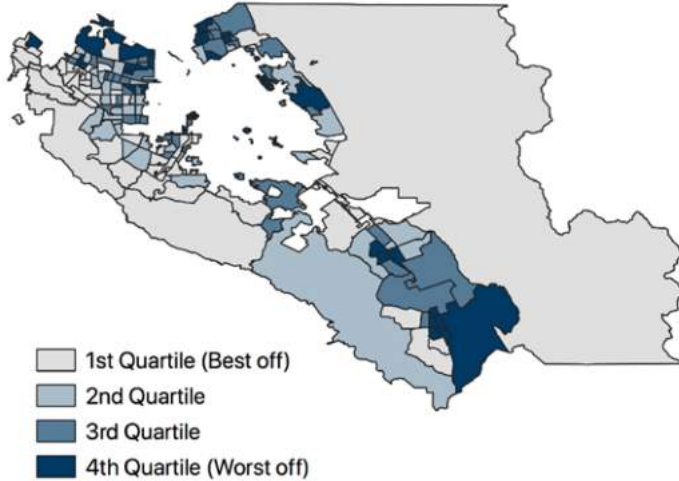 1st Quartile (Best off)
2nd Quartile
3rd Quartile
4th Quartile (Worst off)